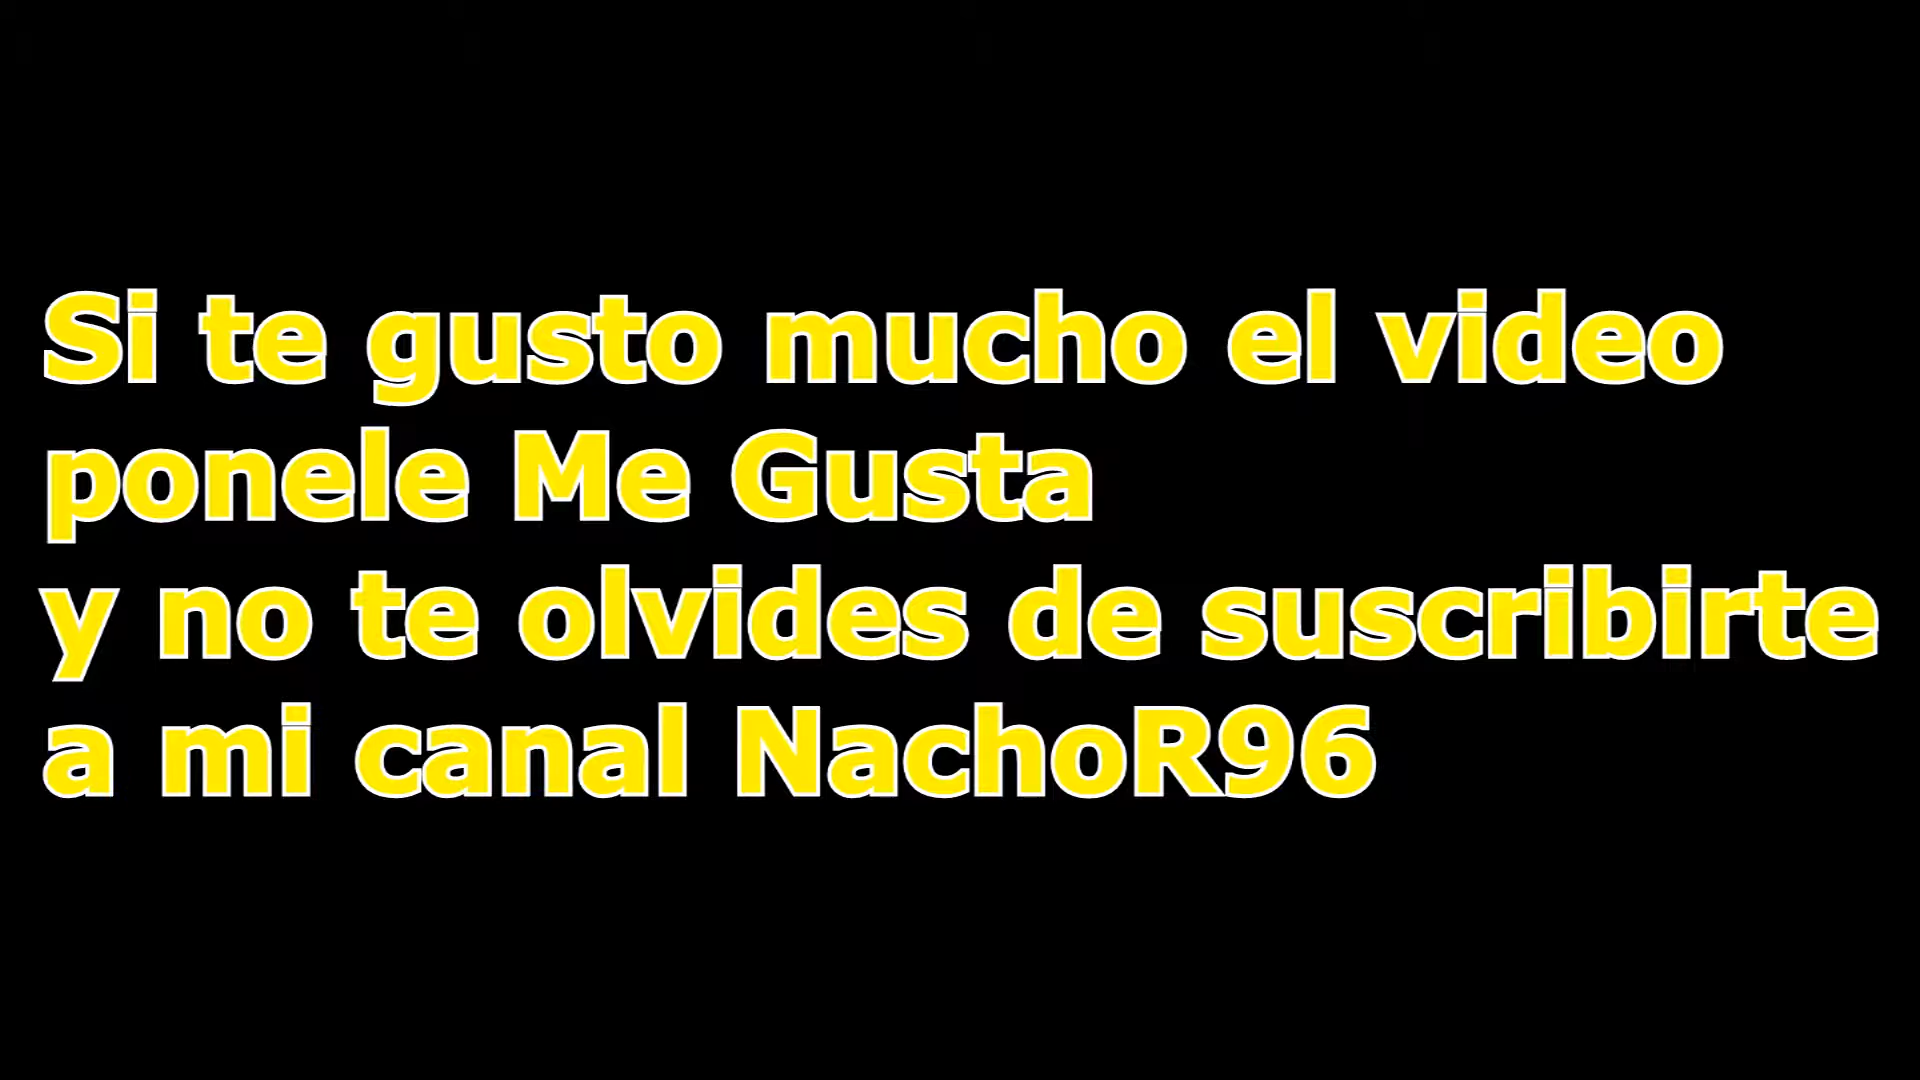 Si te gusto mucho el video
ponele Me Gusta
y no te olvides de suscribirte
a mi canal NachoR96